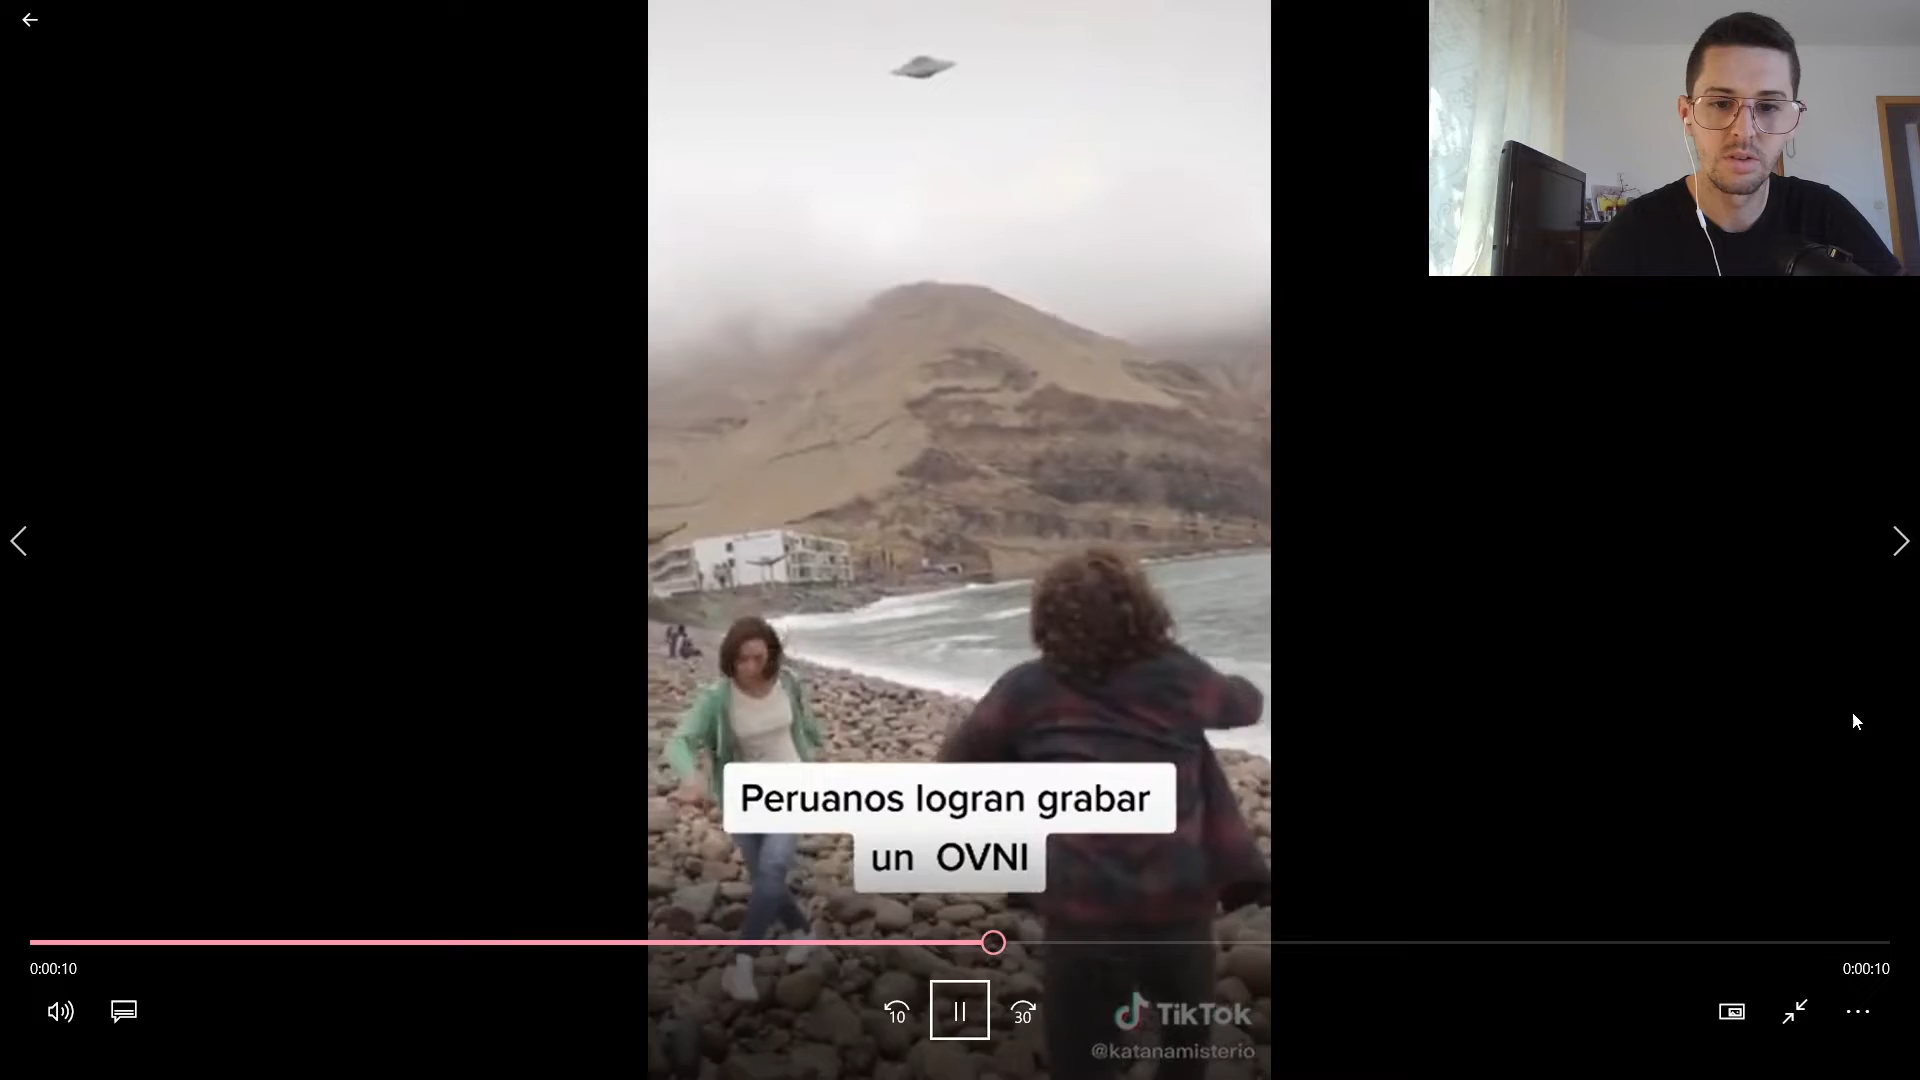 Peruanos logran grabar
un OVNI
0:00:10
0:00:10
10
30
TikTok
@katanamisterio